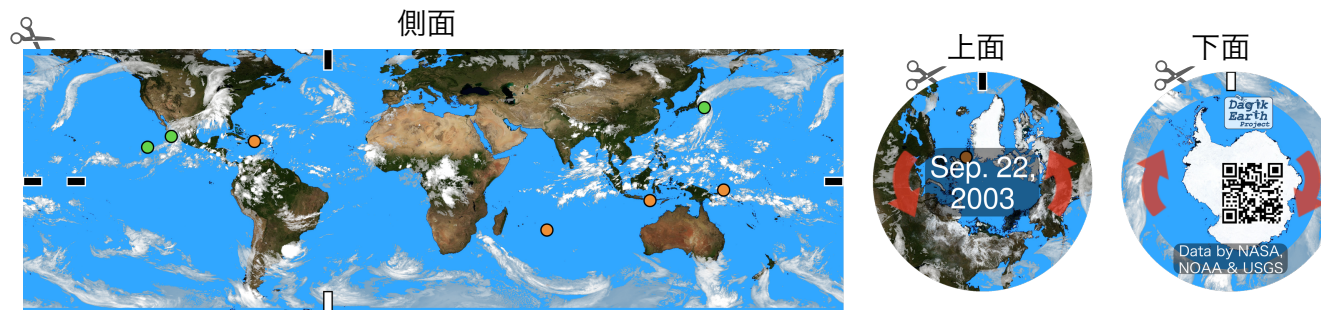 側面
上面
下面
Sep. 22,
2003
Dagik
Earth
Project
Data by NASA,
NOAA & USGS